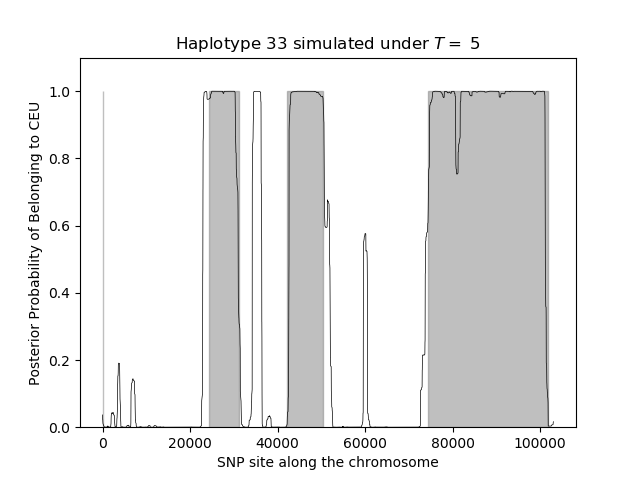 Haplotype 33 simulated under T = 5
Posterior Probability of Belonging to CEU
1.0
0.8
0.6
0.4
0.2
0.0
0 20000 40000 60000 80000 100000
SNP site along the chromosome